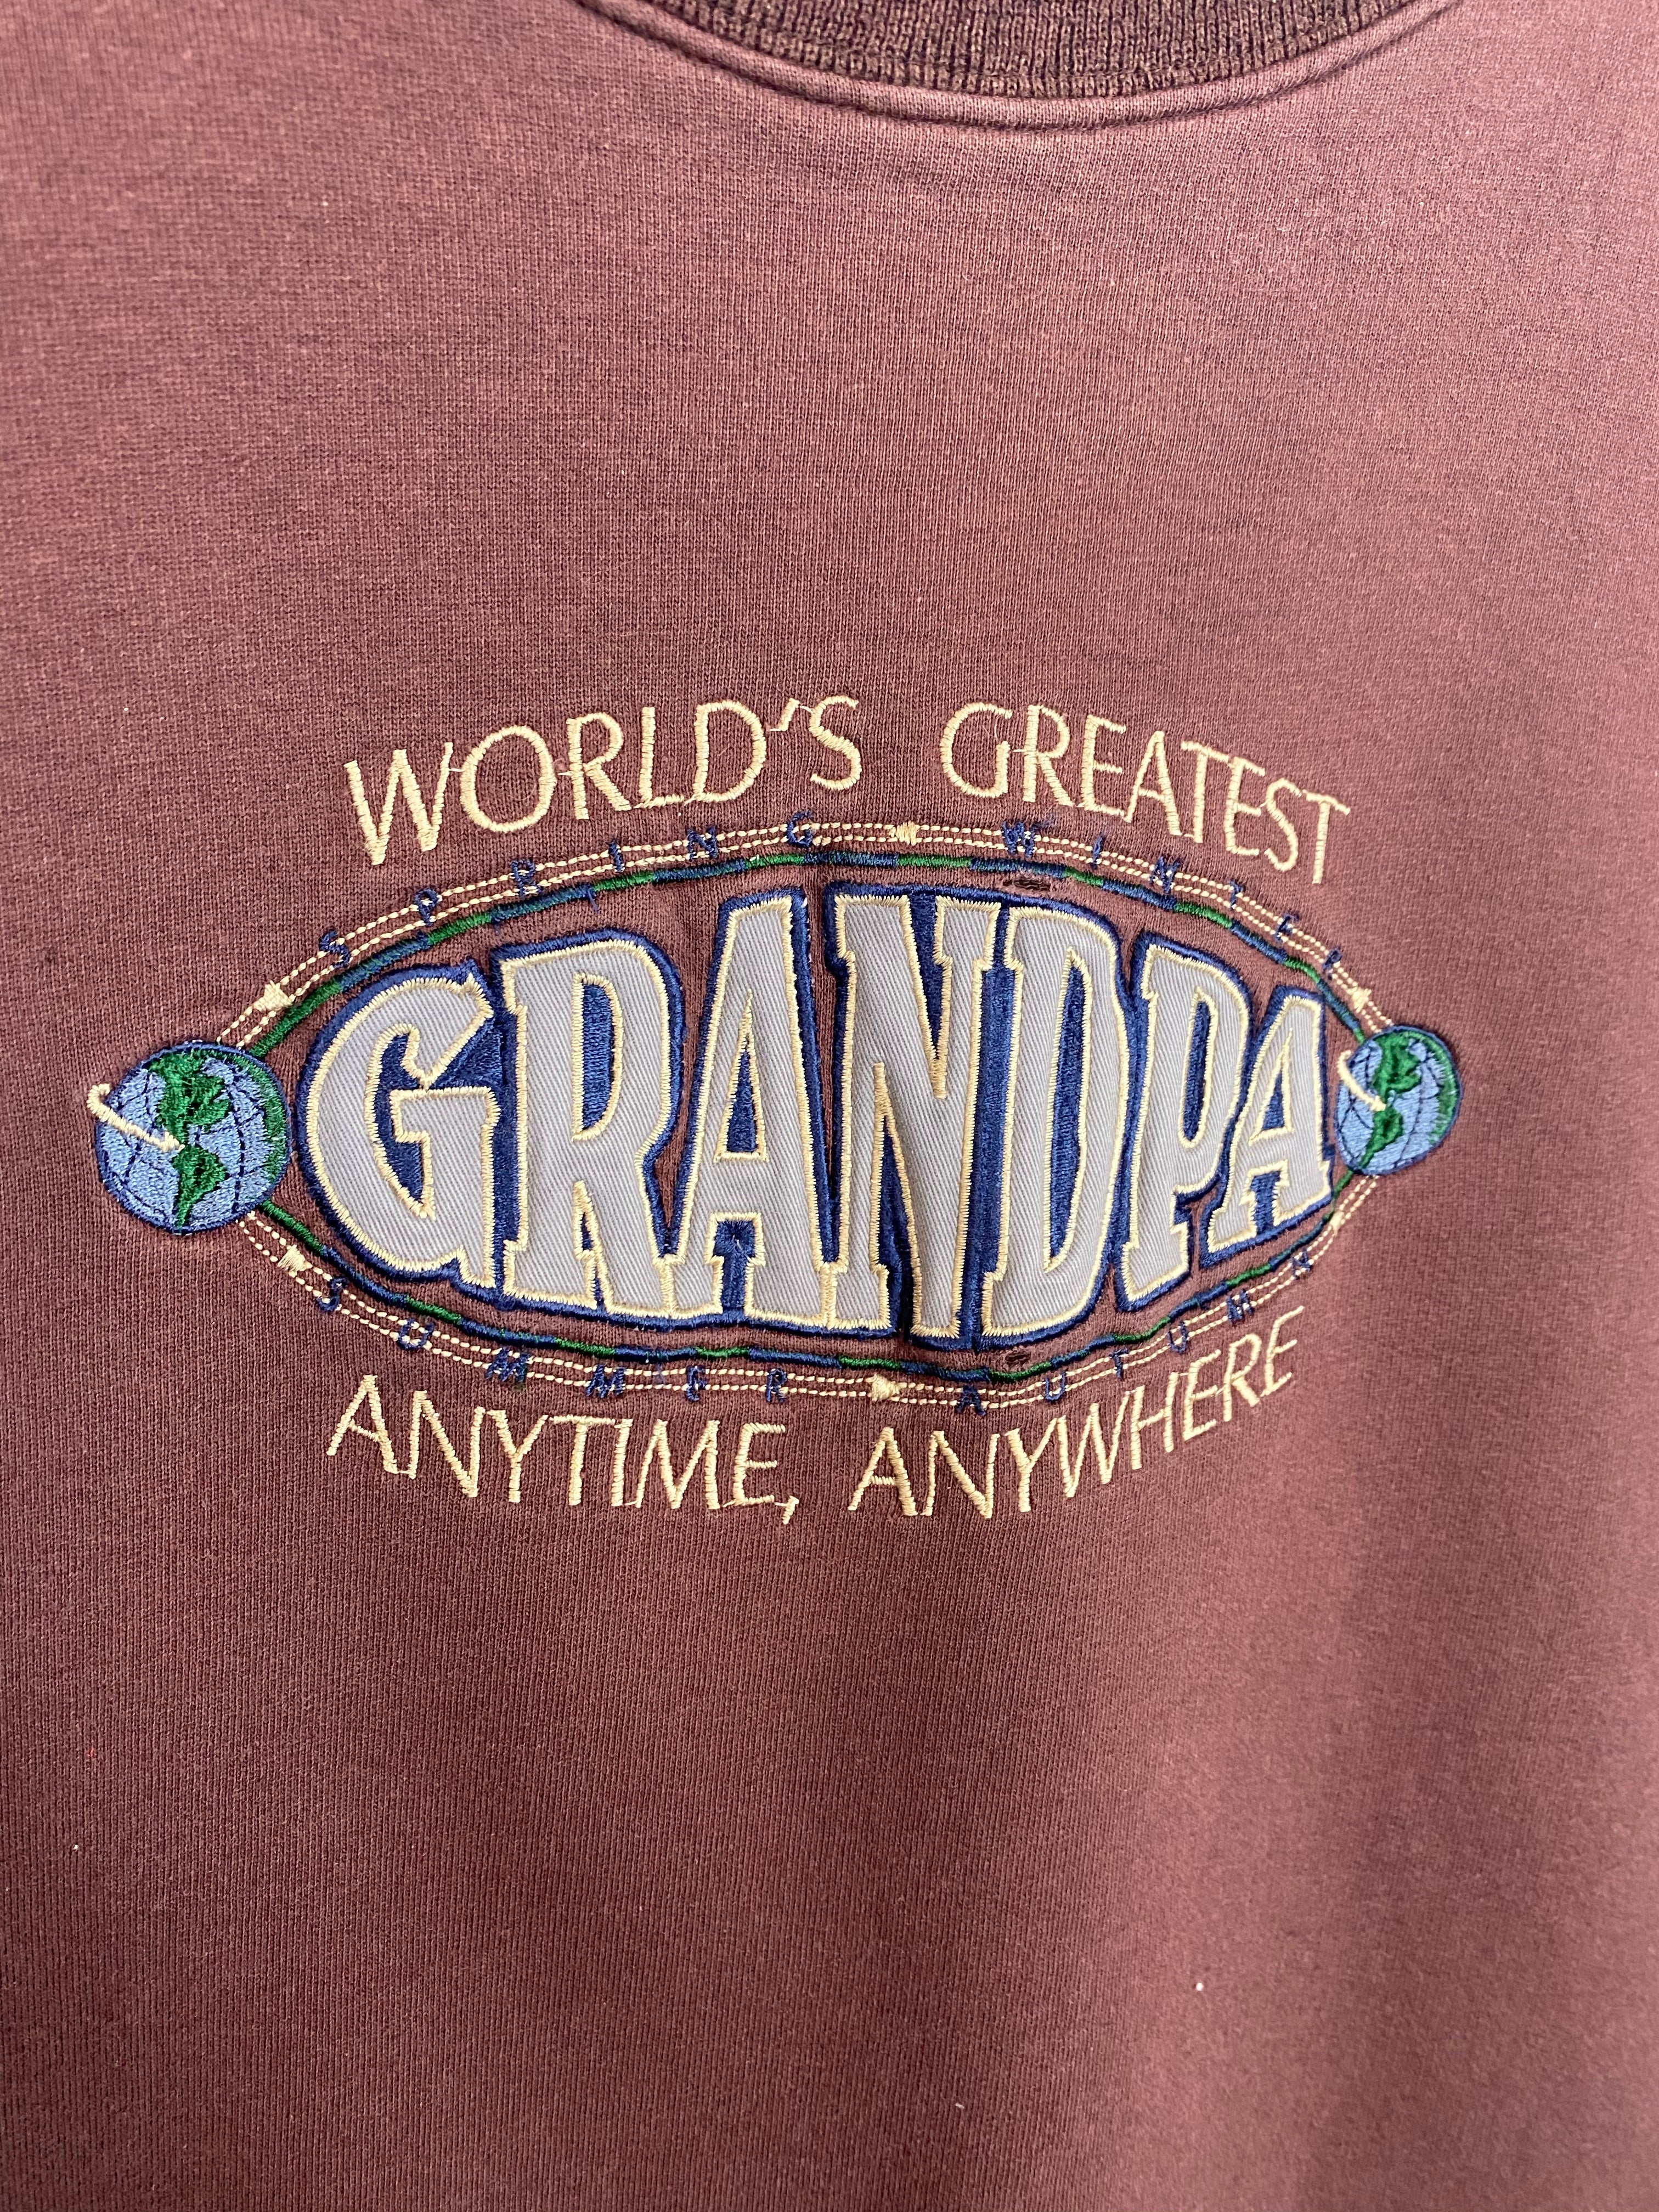 WORLD'S GREATEST
SPRING WINTER
GRANDPA
SUMMER AUTUMN
ANYTIME, ANYWHERE